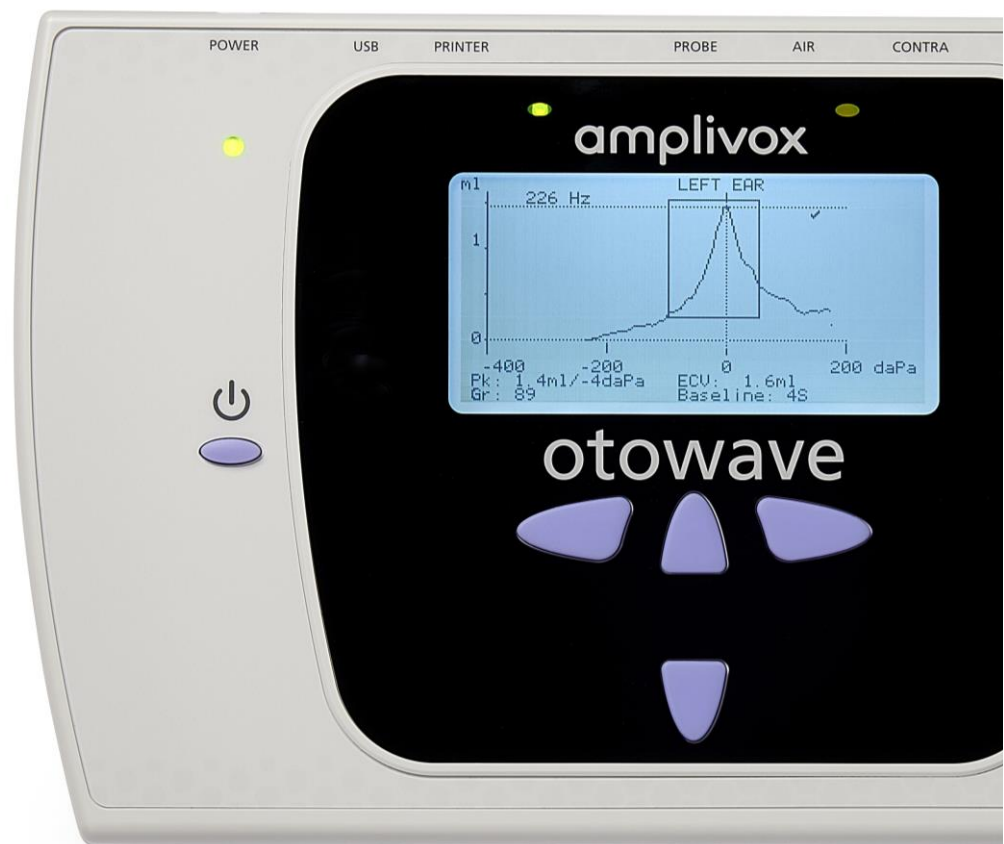 POWER USB PRINTER PROBE AIR CONTRA
amplivox
ml LEFT EAR
226 Hz
1
0
-400 -200 0 200 daPa
Pk: 1.4ml/-4daPa ECV: 1.6ml
Gr: 89 Baseline: 4S
otowave